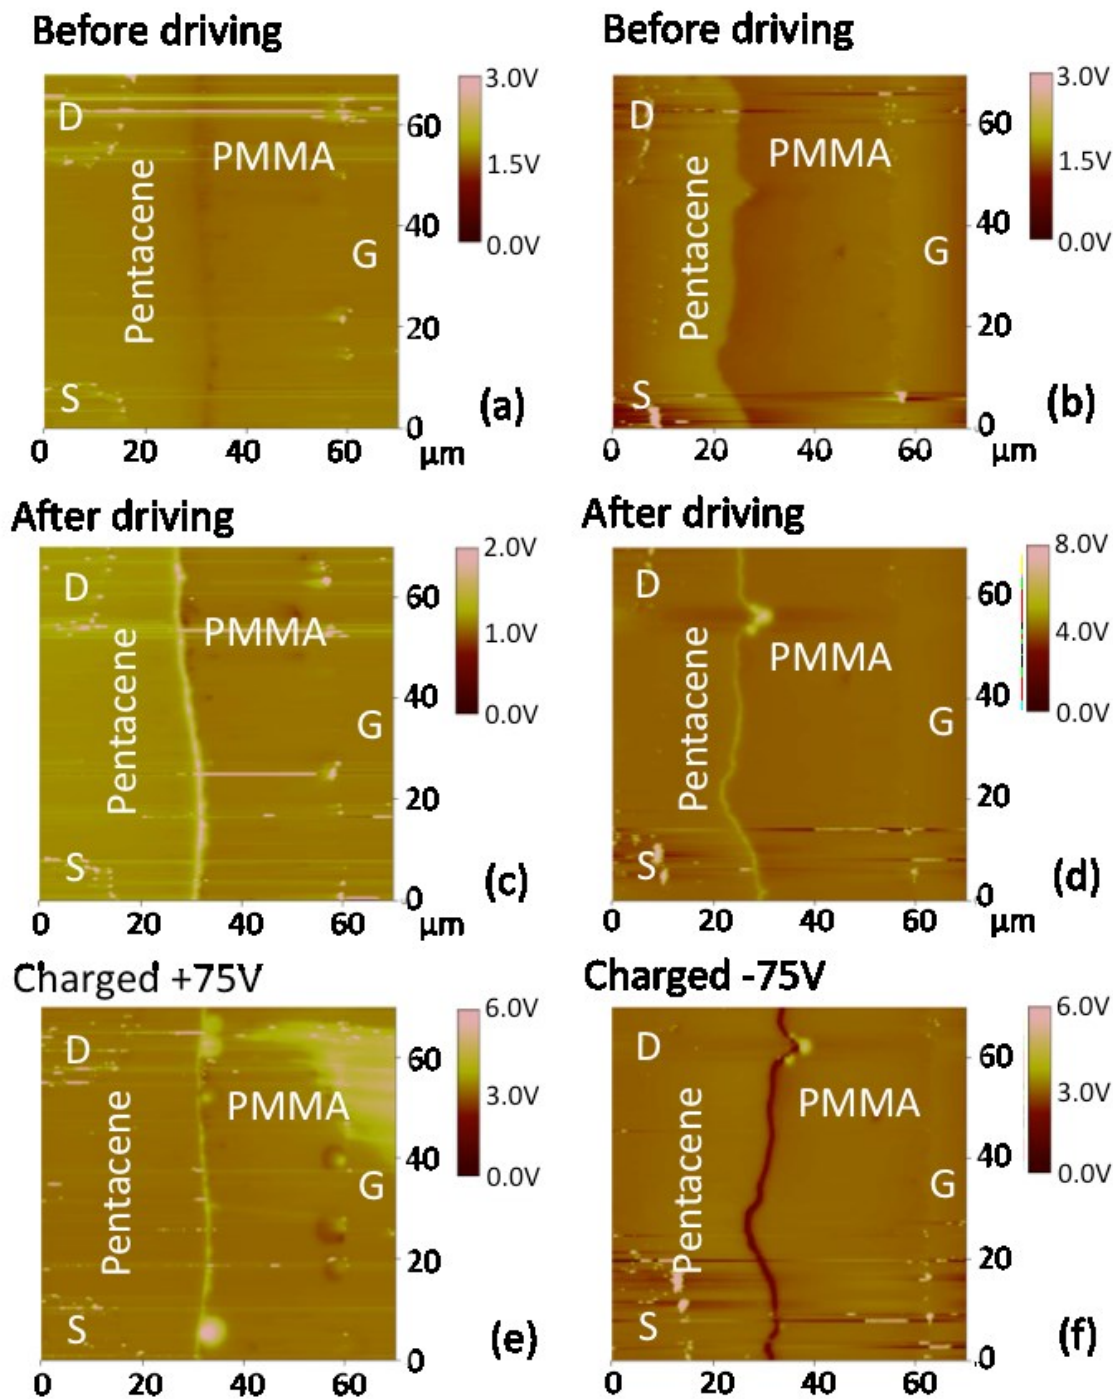 Before driving
3.0V
1.5V
0.0V
D
PMMA
Pentacene
G
S
60
40
20
0
0 20 40 60 μm
(a)
Before driving
3.0V
1.5V
0.0V
D
PMMA
Pentacene
G
S
60
40
20
0
0 20 40 60 μm
(b)
After driving
2.0V
1.0V
0.0V
D
PMMA
Pentacene
G
S
60
40
20
0
0 20 40 60 μm
(c)
After driving
8.0V
4.0V
0.0V
D
PMMA
Pentacene
G
S
60
40
20
0
0 20 40 60 μm
(d)
Charged +75V
6.0V
3.0V
0.0V
D
PMMA
Pentacene
G
S
60
40
20
0
0 20 40 60
(e)
Charged -75V
6.0V
3.0V
0.0V
D
PMMA
Pentacene
G
S
60
40
20
0
0 20 40 60
(f)